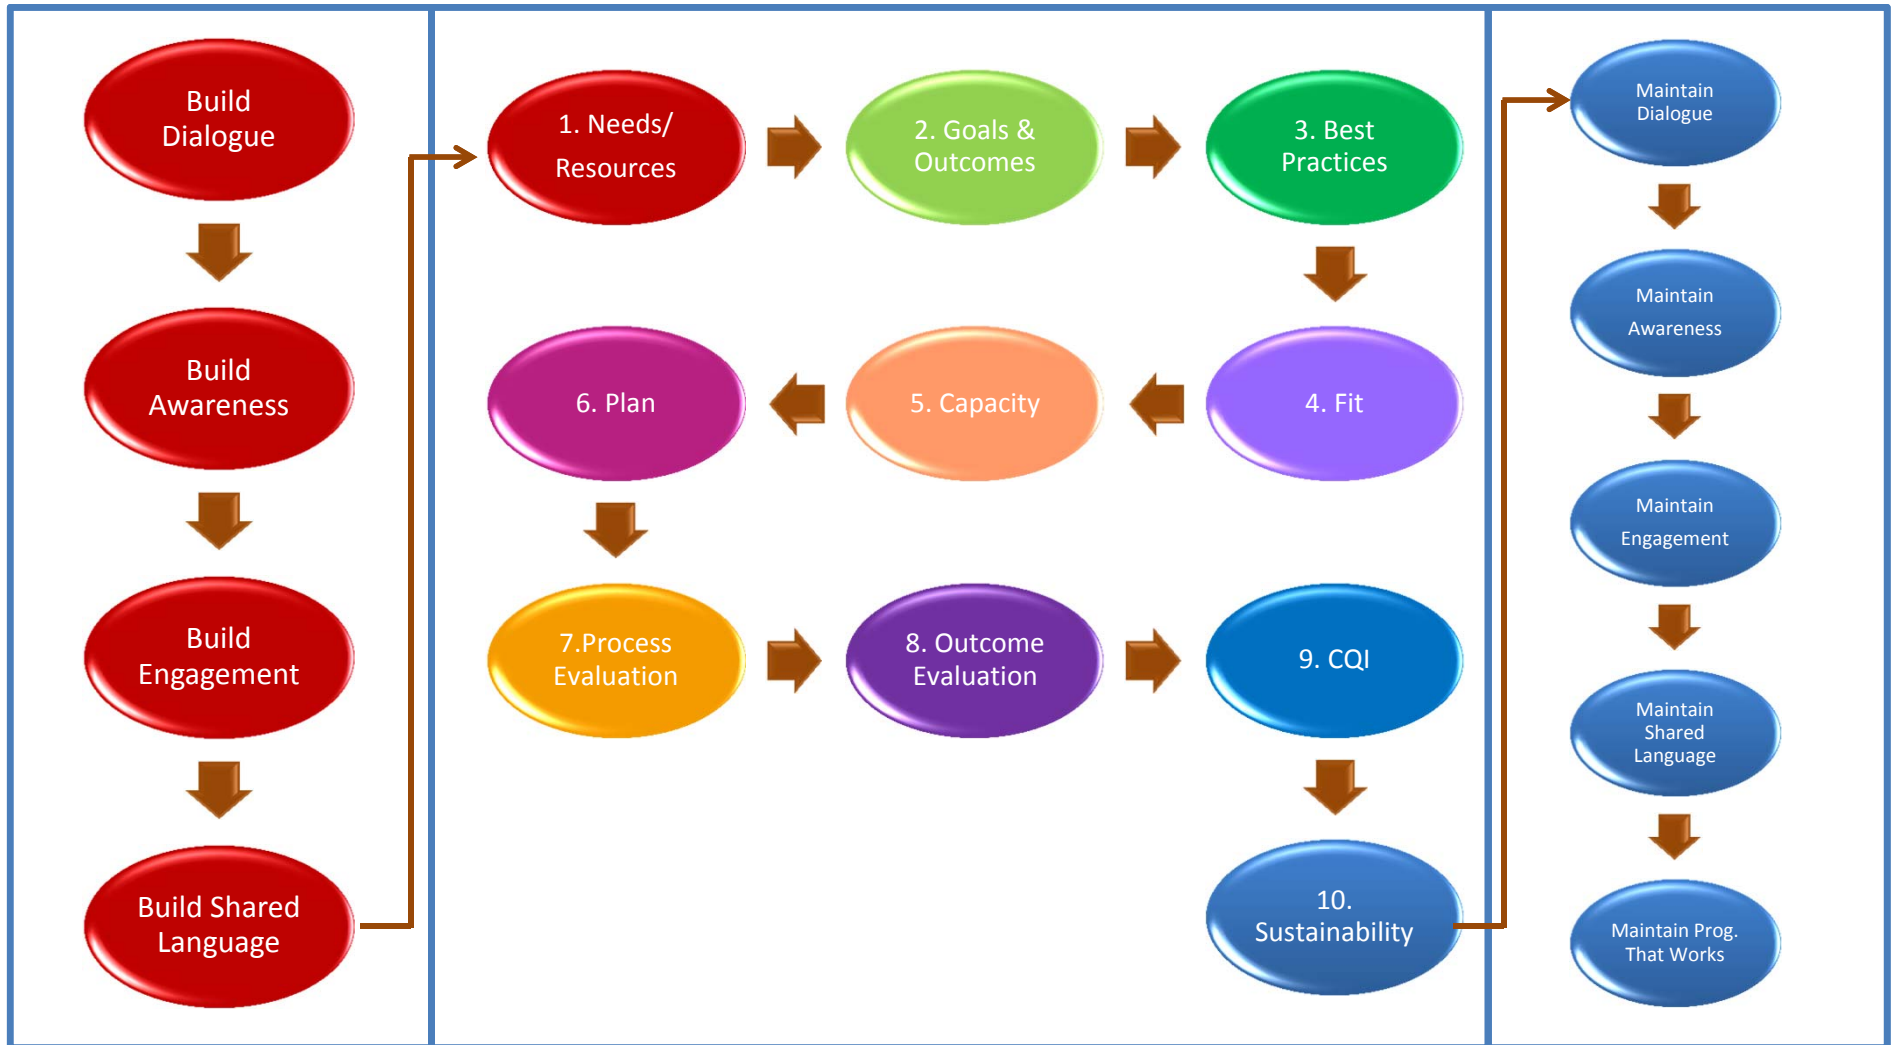 Build
Dialogue
Build
Awareness
Build
Engagement
Build Shared
Language
1. Needs/
Resources
2. Goals &
Outcomes
3. Best
Practices
4. Fit
5. Capacity
6. Plan
7.Process
Evaluation
8. Outcome
Evaluation
9. CQI
10.
Sustainability
Maintain
Dialogue
Maintain
Awareness
Maintain
Engagement
Maintain
Shared
Language
Maintain Prog.
That Works